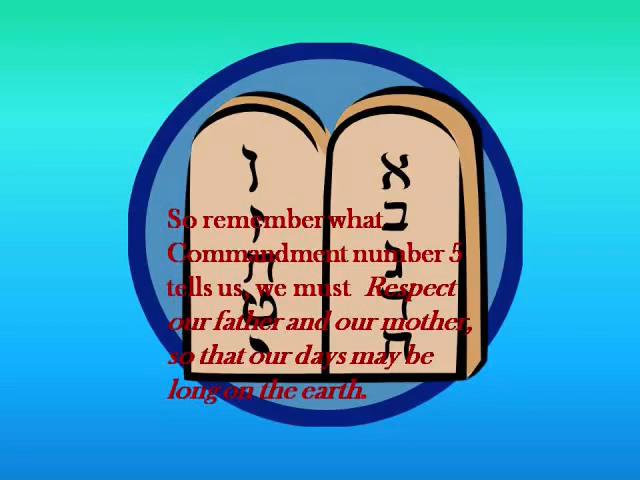 So remember what
Commandment number 5
tells us, we must Respect
our father and our mother,
so that our days may be
long on the earth.
א
ו
ח
ט
י